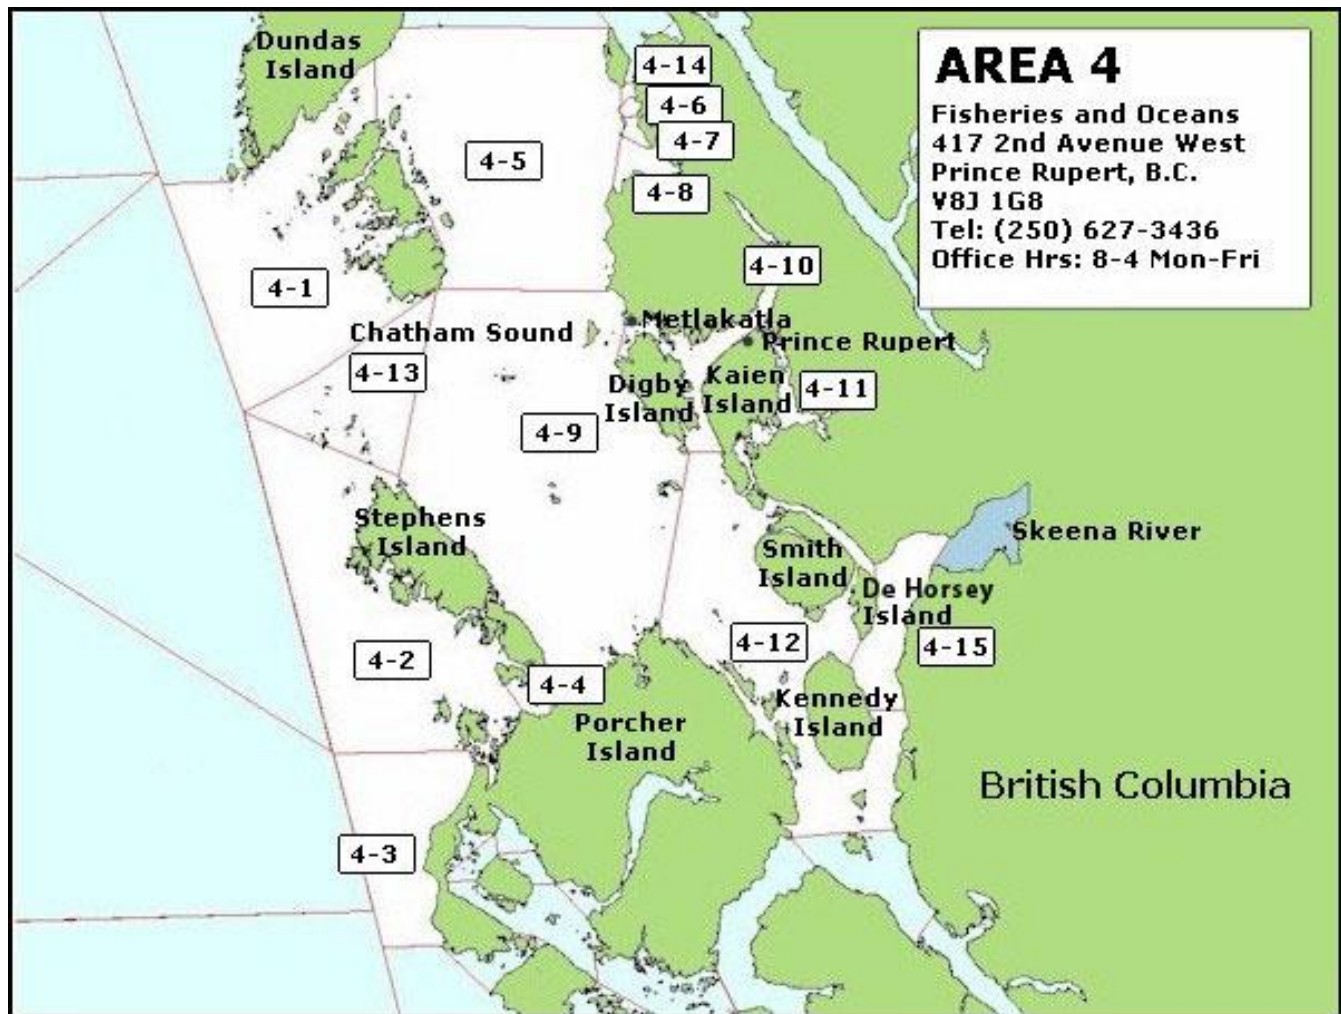 Dundas
Island
4-14
4-6
4-7
4-5
4-8
AREA 4
Fisheries and Oceans
417 2nd Avenue West
Prince Rupert, B.C.
V8J 1G8
Tel: (250) 627-3436
Office Hrs: 8-4 Mon-Fri
4-10
4-1
Metlakatla
Chatham Sound
Prince Rupert
4-13
Digby
Island
Kaien
Island
4-11
4-9
Stephens
Island
Skeena River
Smith
Island
De Horsey
Island
4-12
4-15
4-2
4-4
Kennedy
Island
Porcher
Island
British Columbia
4-3